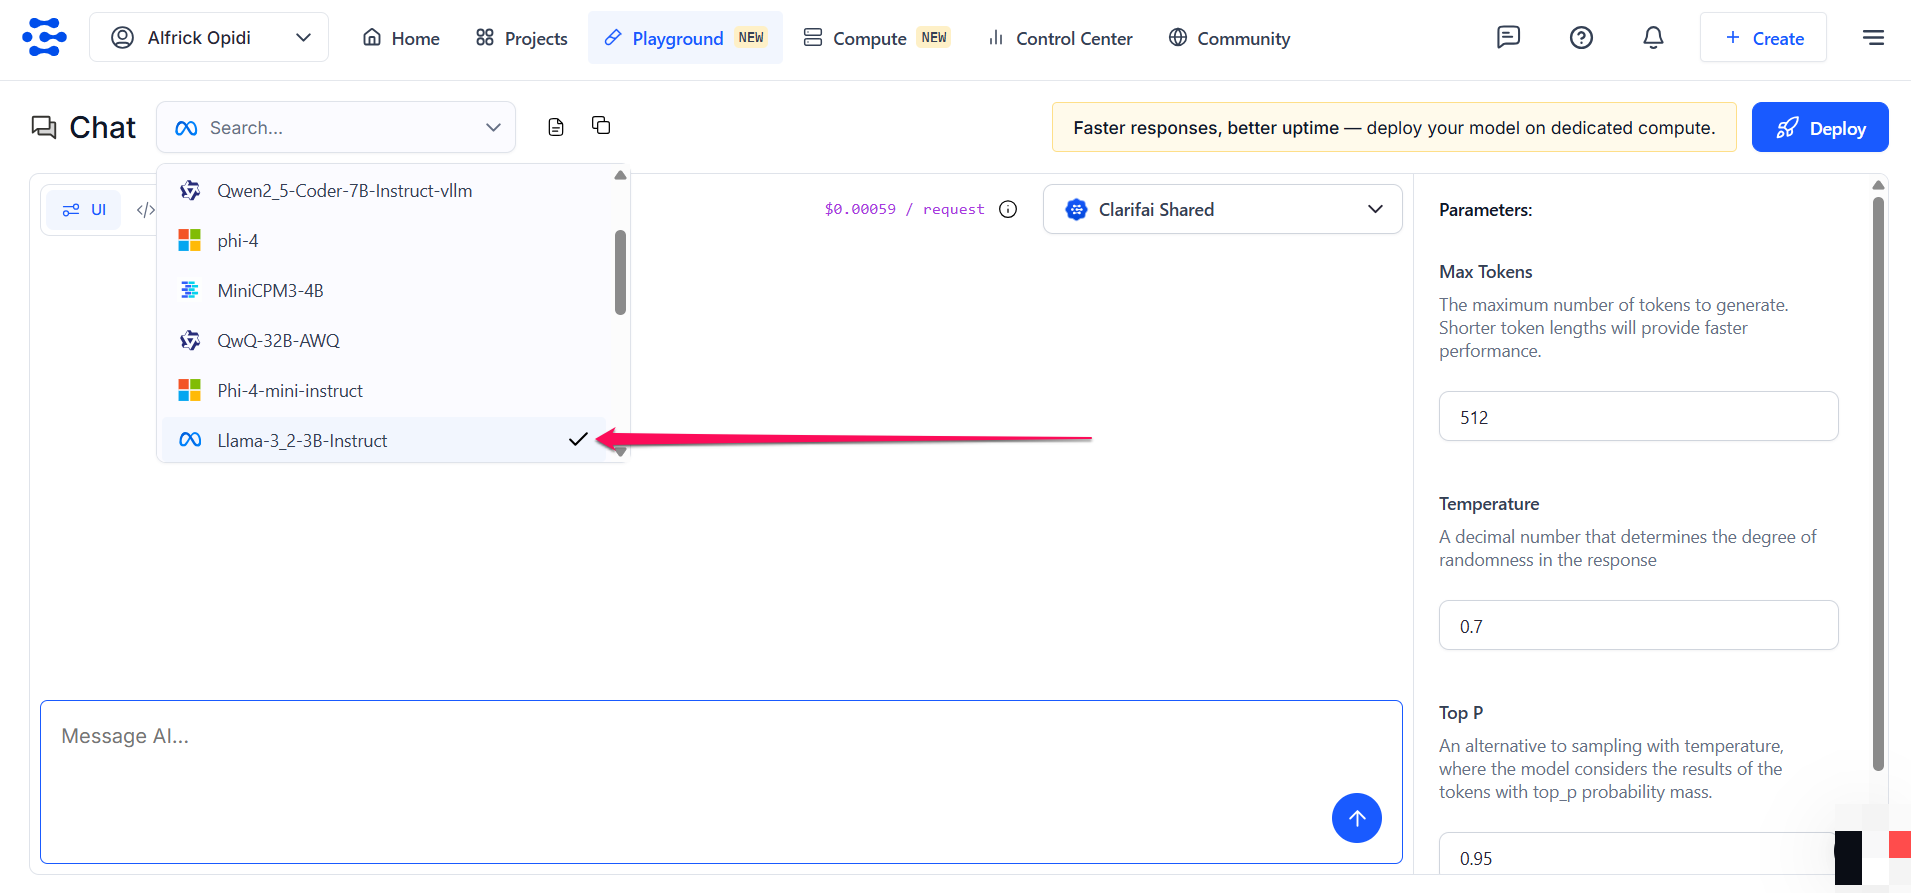 Alfrick Opidi
Home
Projects
Playground NEW
Compute NEW
Control Center
Community
+ Create
Chat
Search...
Faster responses, better uptime — deploy your model on dedicated compute.
Deploy
UI
</>
Qwen2_5-Coder-7B-Instruct-vllm
phi-4
MiniCPM3-4B
QwQ-32B-AWQ
Phi-4-mini-instruct
Llama-3_2-3B-Instruct
$0.00059 / request
Clarifai Shared
Message AI...
Parameters:
Max Tokens
The maximum number of tokens to generate.
Shorter token lengths will provide faster
performance.
512
Temperature
A decimal number that determines the degree of
randomness in the response
0.7
Top P
An alternative to sampling with temperature,
where the model considers the results of the
tokens with top_p probability mass.
0.95